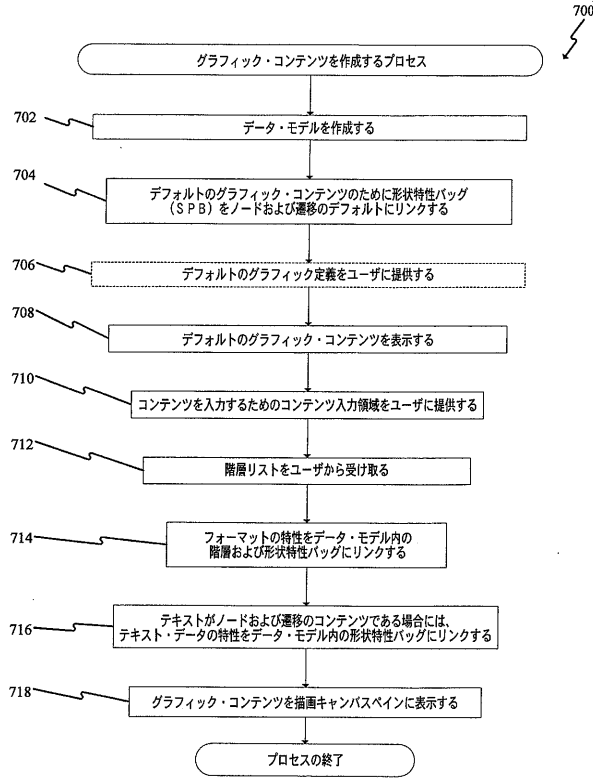 700
グラフィック・コンテンツを作成するプロセス
702
データ・モデルを作成する
704
デフォルトのグラフィック・コンテンツのために形状特性バッグ
（ＳＰＢ）をノードおよび遷移のデフォルトにリンクする
706
デフォルトのグラフィック定義をユーザに提供する
708
デフォルトのグラフィック・コンテンツを表示する
710
コンテンツを入力するためのコンテンツ入力領域をユーザに提供する
712
階層リストをユーザから受け取る
714
フォーマットの特性をデータ・モデル内の
階層および形状特性バッグにリンクする
716
テキストがノードおよび遷移のコンテンツである場合には、
テキスト・データの特性をデータ・モデル内の形状特性バッグにリンクする
718
グラフィック・コンテンツを描画キャンバスペインに表示する
プロセスの終了